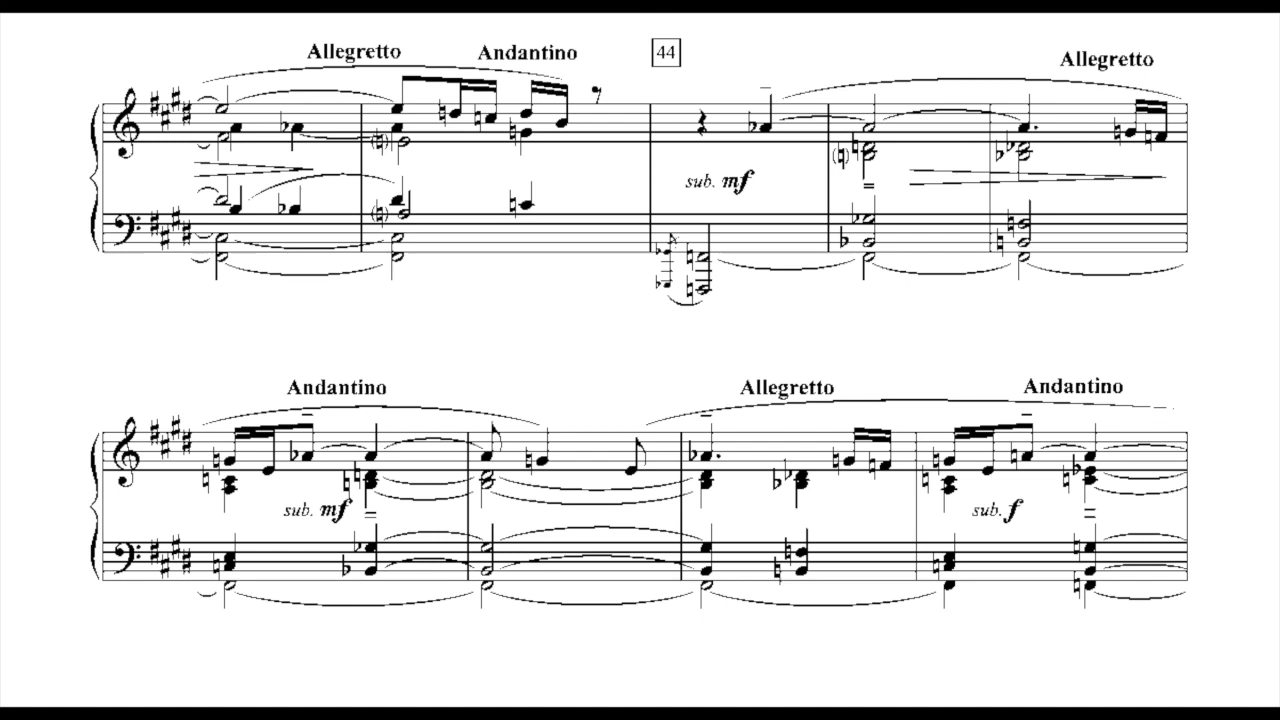 Allegretto Andantino 44 Allegretto
sub. mf
Andantino Allegretto Andantino
sub. mf sub. f